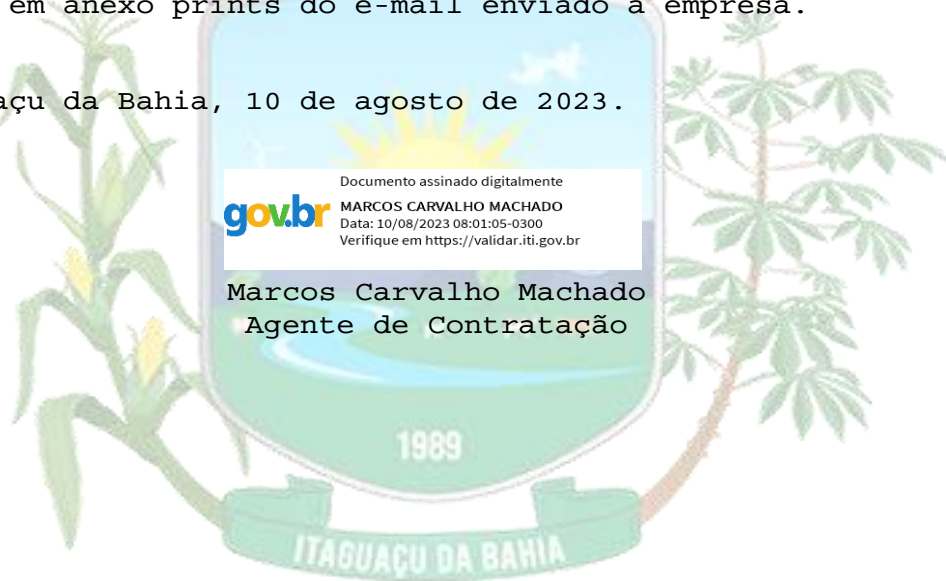 em anexo prints do e-mail enviado a empresa.
açu da Bahia, 10 de agosto de 2023.
Documento assinado digitalmente
gov.br
MARCOS CARVALHO MACHADO
Data: 10/08/2023 08:01:05-0300
Verifique em https://validar.iti.gov.br
Marcos Carvalho Machado
Agente de Contratação
1989
ITAGUAÇU DA BAHIA